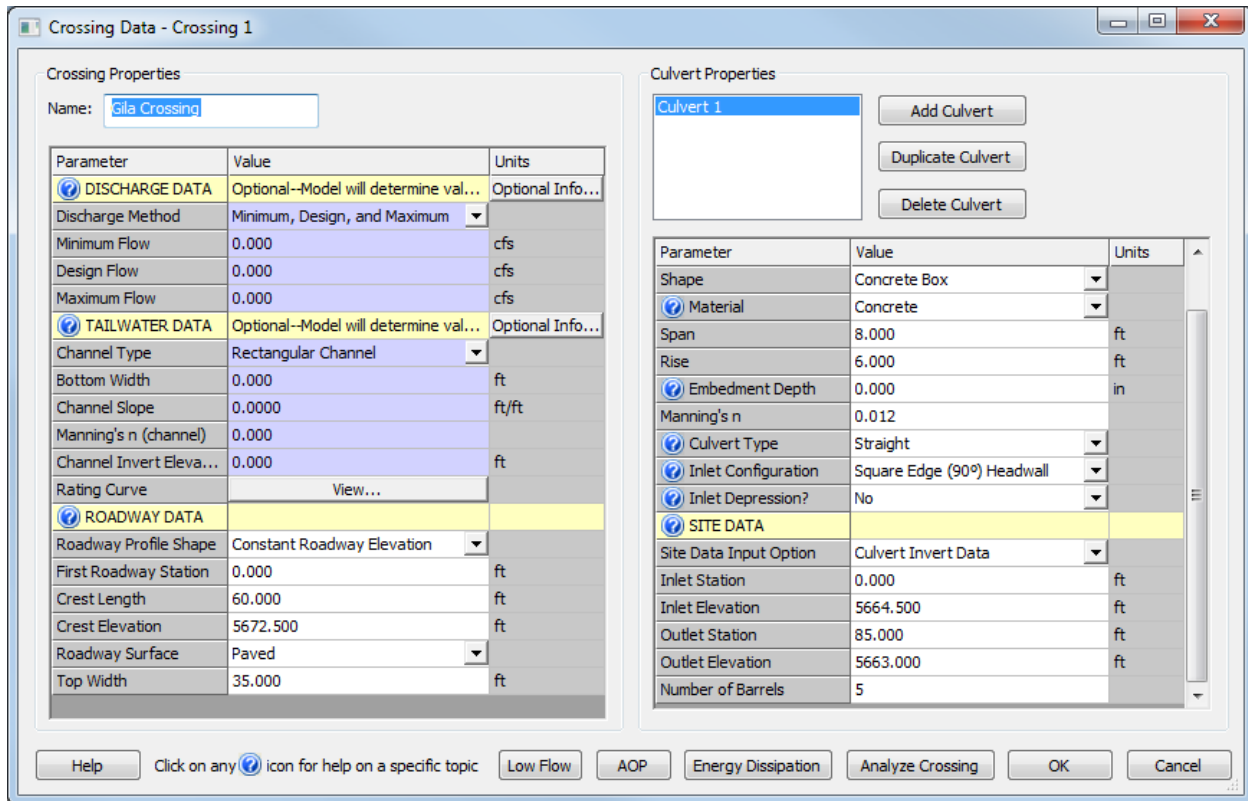 Crossing Data - Crossing 1
Crossing Properties
Name: Gila Crossing
Parameter Value Units
DISCHARGE DATA Optional--Model will determine val... Optional Info...
Discharge Method Minimum, Design, and Maximum
Minimum Flow 0.000 cfs
Design Flow 0.000 cfs
Maximum Flow 0.000 cfs
TAILWATER DATA Optional--Model will determine val... Optional Info...
Channel Type Rectangular Channel
Bottom Width 0.000 ft
Channel Slope 0.0000 ft/ft
Manning's n (channel) 0.000
Channel Invert Eleva... 0.000 ft
Rating Curve View...
ROADWAY DATA
Roadway Profile Shape Constant Roadway Elevation
First Roadway Station 0.000 ft
Crest Length 60.000 ft
Crest Elevation 5672.500 ft
Roadway Surface Paved
Top Width 35.000 ft
Culvert Properties
Culvert 1
Add Culvert
Duplicate Culvert
Delete Culvert
Parameter Value Units
Shape Concrete Box
Material Concrete
Span 8.000 ft
Rise 6.000 ft
Embedment Depth 0.000 in
Manning's n 0.012
Culvert Type Straight
Inlet Configuration Square Edge (90º) Headwall
Inlet Depression? No
SITE DATA
Site Data Input Option Culvert Invert Data
Inlet Station 0.000 ft
Inlet Elevation 5664.500 ft
Outlet Station 85.000 ft
Outlet Elevation 5663.000 ft
Number of Barrels 5
Help Click on any ? icon for help on a specific topic Low Flow AOP Energy Dissipation Analyze Crossing OK Cancel